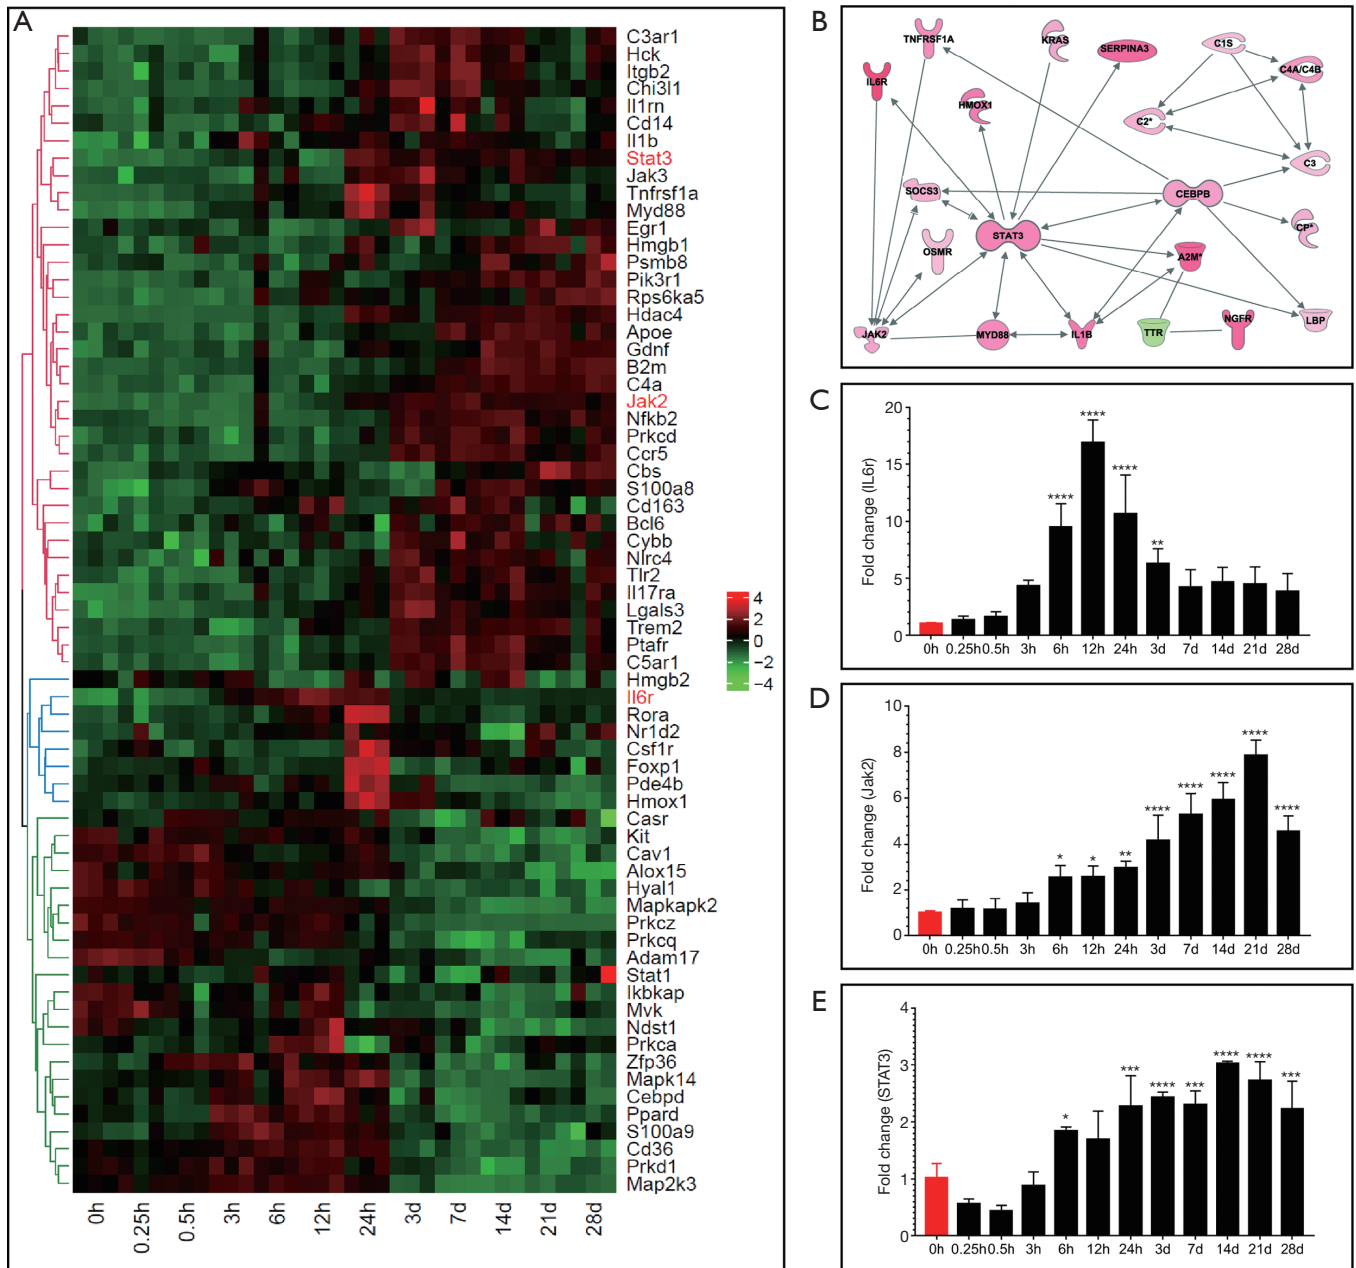 A
C3ar1
Hck
Itgb2
Chi3l1
Il1rn
Cd14
Il1b
Stat3
Jak3
Tnfrsf1a
Myd88
Egr1
Hmgb1
Psmb8
Pik3r1
Rps6ka5
Hdac4
Apoe
Gdnf
B2m
C4a
Jak2
Nfkb2
Prkcd
Ccr5
Cbs
S100a8
Cd163
Bcl6
Cybb
Nlrc4
Tlr2
Il17ra
Lgals3
Trem2
Ptafr
C5ar1
Hmgb2
Il6r
Rora
Nr1d2
Csf1r
Foxp1
Pde4b
Hmox1
Casr
Kit
Cav1
Alox15
Hyal1
Mapkapk2
Prkcz
Prkcq
Adam17
Stat1
Ikbkap
Mvk
Ndst1
Prkca
Zfp36
Mapk14
Cebpd
Ppard
S100a9
Cd36
Prkd1
Map2k3
0h 0.25h 0.5h 3h 6h 12h 24h 3d 7d 14d 21d 28d
4
2
0
−2
−4
B
TNFRSF1A KRAS SERPINA3 C1S
IL6R C4A/C4B
HMOX1 C2*
C3
SOCS3 CEBPB
STAT3 CP*
OSMR A2M*
JAK2 MYD88 IL1B TTR NGFR LBP
C
Fold change (IL6r)
20
15
10
5
0
**** **** **** **
0h 0.25h 0.5h 3h 6h 12h 24h 3d 7d 14d 21d 28d
D
Fold change (Jak2)
10
8
6
4
2
0
* * ** **** **** **** **** ****
0h 0.25h 0.5h 3h 6h 12h 24h 3d 7d 14d 21d 28d
E
Fold change (STAT3)
4
3
2
1
0
* *** **** *** **** **** ***
0h 0.25h 0.5h 3h 6h 12h 24h 3d 7d 14d 21d 28d